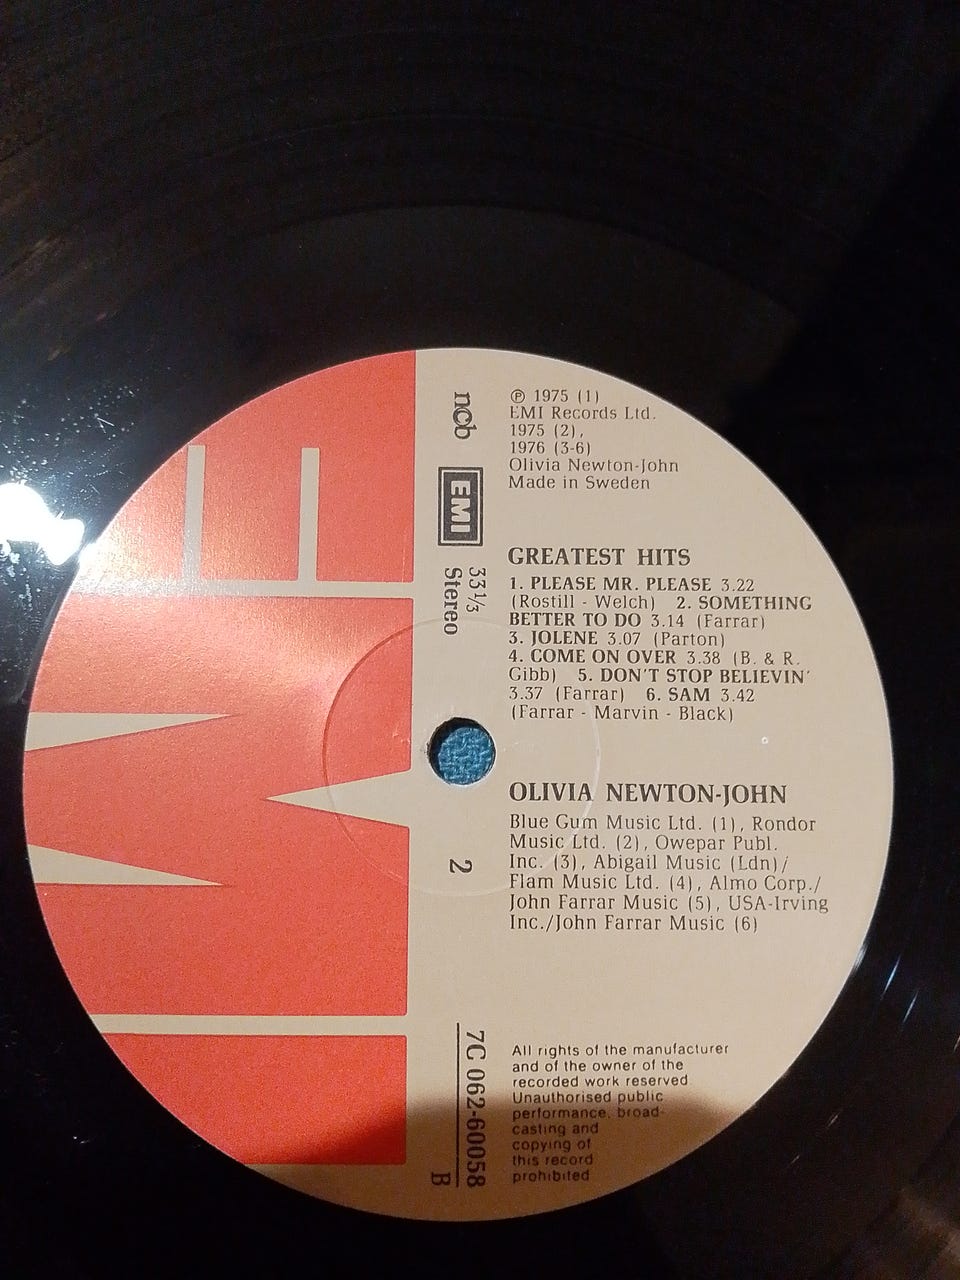 ℗ 1975 (1)
EMI Records Ltd.
1975 (2),
1976 (3-6)
Olivia Newton-John
Made in Sweden
ncb
EMI
33⅓
Stereo
GREATEST HITS
1. PLEASE MR. PLEASE 3.22
(Rostill - Welch) 2. SOMETHING
BETTER TO DO 3.14 (Farrar)
3. JOLENE 3.07 (Parton)
4. COME ON OVER 3.38 (B. & R.
Gibb) 5. DON'T STOP BELIEVIN'
3.37 (Farrar) 6. SAM 3.42
(Farrar - Marvin - Black)
OLIVIA NEWTON-JOHN
Blue Gum Music Ltd. (1), Rondor
Music Ltd. (2), Owepar Publ.
Inc. (3), Abigail Music (Ldn)/
Flam Music Ltd. (4), Almo Corp./
John Farrar Music (5), USA-Irving
Inc./John Farrar Music (6)
2
7C 062-60058
B
All rights of the manufacturer
and of the owner of the
recorded work reserved
Unauthorised public
performance, broad-
casting and
copying of
this record
prohibited
EMI